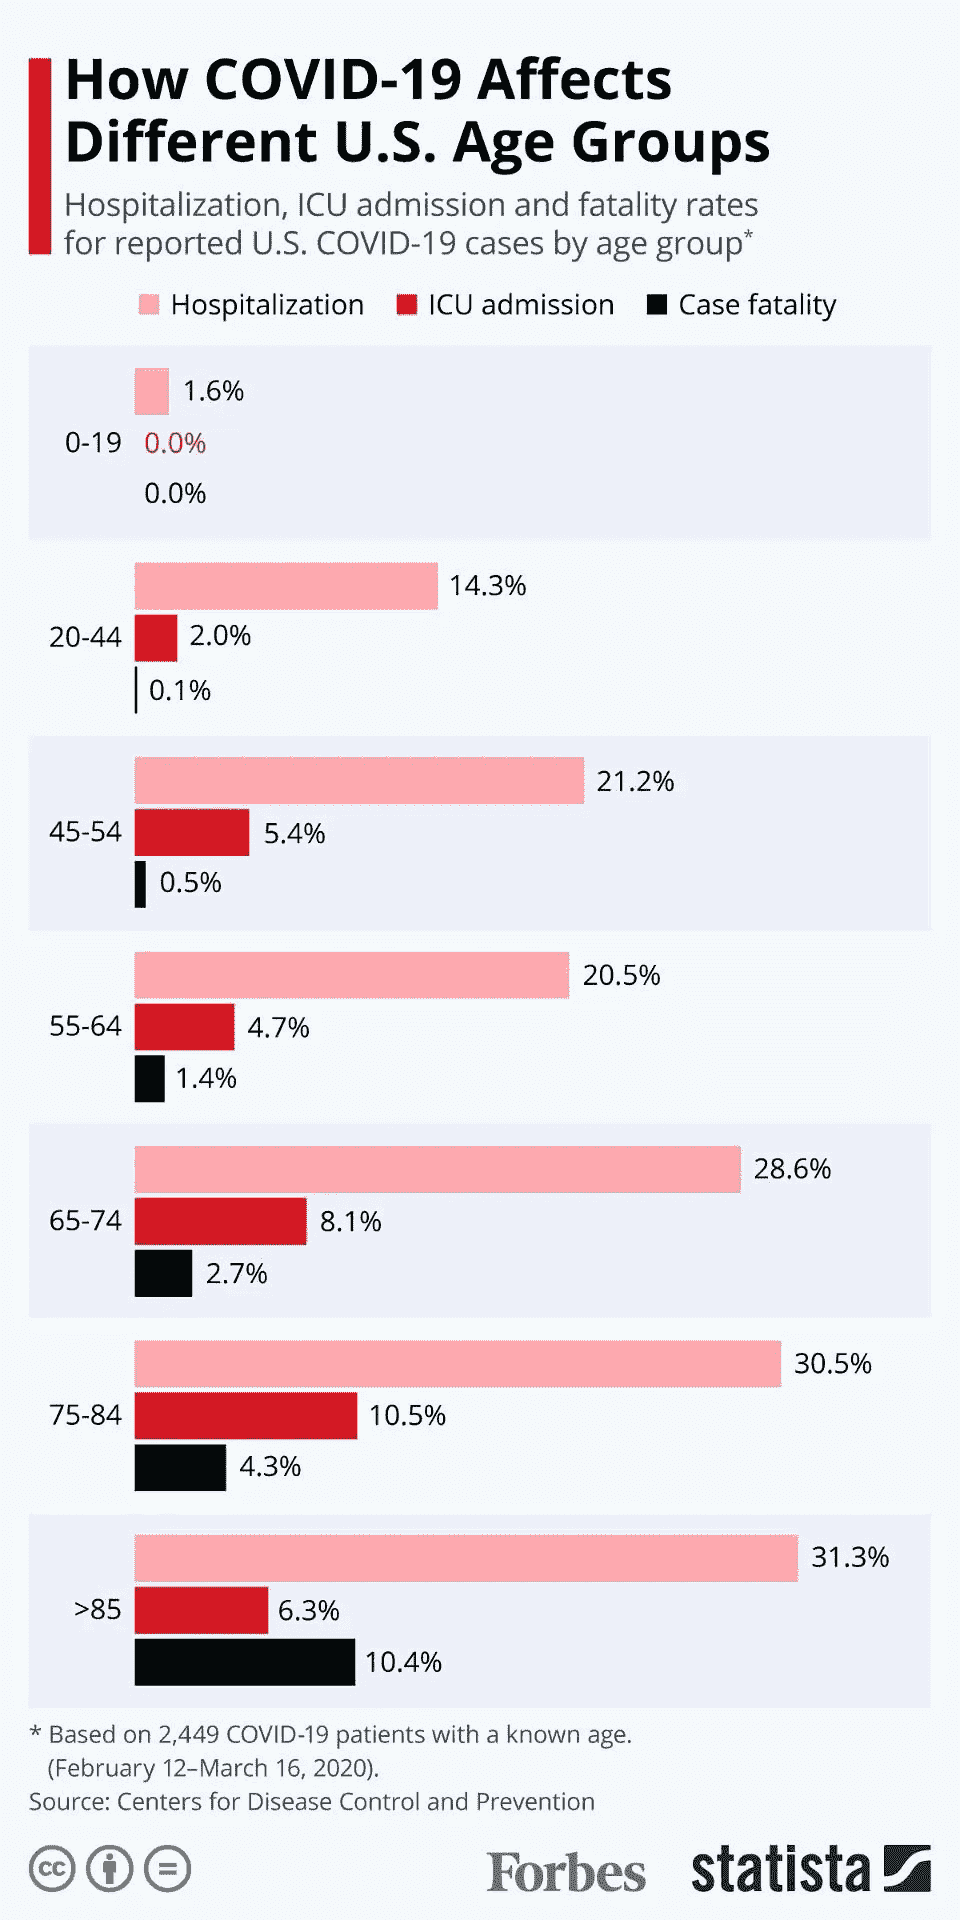 How COVID-19 Affects
Different U.S. Age Groups
Hospitalization, ICU admission and fatality rates
for reported U.S. COVID-19 cases by age group*
Hospitalization ICU admission Case fatality
1.6%
0-19 0.0%
0.0%
14.3%
20-44 2.0%
0.1%
21.2%
45-54 5.4%
0.5%
20.5%
55-64 4.7%
1.4%
28.6%
65-74 8.1%
2.7%
30.5%
75-84 10.5%
4.3%
31.3%
>85 6.3%
10.4%
* Based on 2,449 COVID-19 patients with a known age.
(February 12–March 16, 2020).
Source: Centers for Disease Control and Prevention
cc = Forbes statista